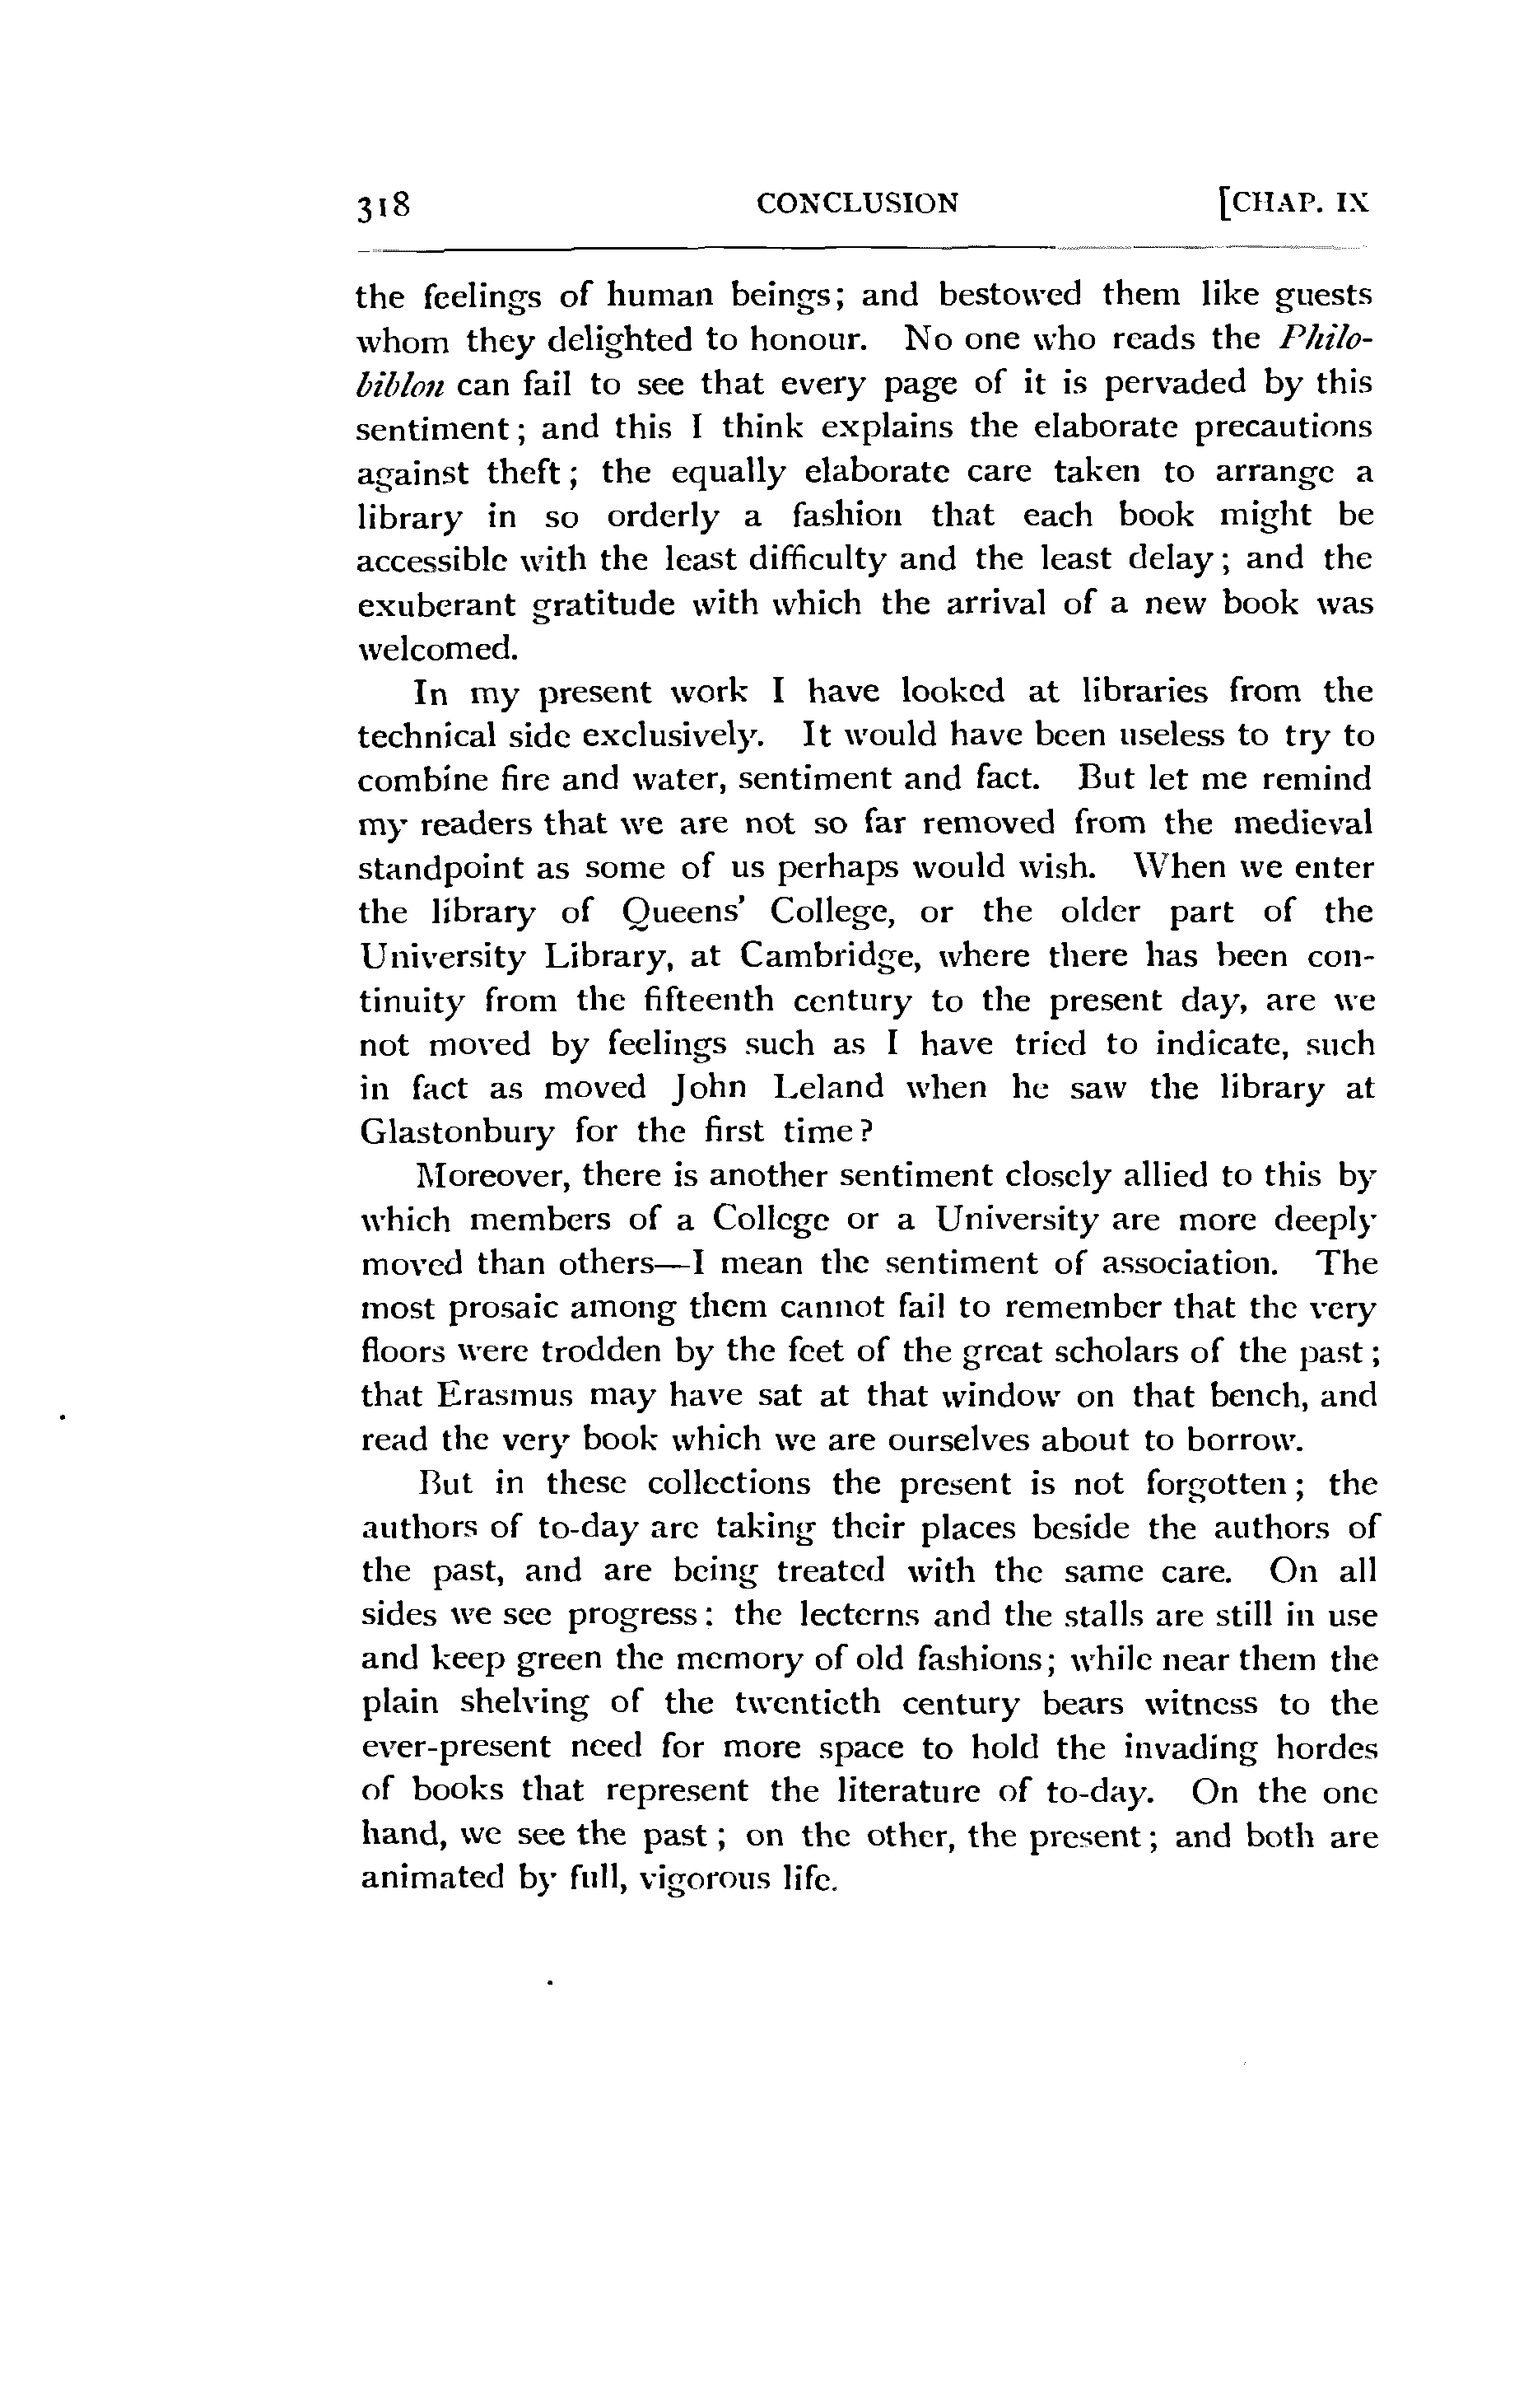 318 CONCLUSION [CHAP. IX
the feelings of human beings; and bestowed them like guests
whom they delighted to honour. No one who reads the Philo-
biblon can fail to see that every page of it is pervaded by this
sentiment; and this I think explains the elaborate precautions
against theft; the equally elaborate care taken to arrange a
library in so orderly a fashion that each book might be
accessible with the least difficulty and the least delay; and the
exuberant gratitude with which the arrival of a new book was
welcomed.
In my present work I have looked at libraries from the
technical side exclusively. It would have been useless to try to
combine fire and water, sentiment and fact. But let me remind
my readers that we are not so far removed from the medieval
standpoint as some of us perhaps would wish. When we enter
the library of Queens' College, or the older part of the
University Library, at Cambridge, where there has been con-
tinuity from the fifteenth century to the present day, are we
not moved by feelings such as I have tried to indicate, such
in fact as moved John Leland when he saw the library at
Glastonbury for the first time?
Moreover, there is another sentiment closely allied to this by
which members of a College or a University are more deeply
moved than others—I mean the sentiment of association. The
most prosaic among them cannot fail to remember that the very
floors were trodden by the feet of the great scholars of the past;
that Erasmus may have sat at that window on that bench, and
read the very book which we are ourselves about to borrow.
But in these collections the present is not forgotten; the
authors of to-day are taking their places beside the authors of
the past, and are being treated with the same care. On all
sides we see progress: the lecterns and the stalls are still in use
and keep green the memory of old fashions; while near them the
plain shelving of the twentieth century bears witness to the
ever-present need for more space to hold the invading hordes
of books that represent the literature of to-day. On the one
hand, we see the past; on the other, the present; and both are
animated by full, vigorous life.